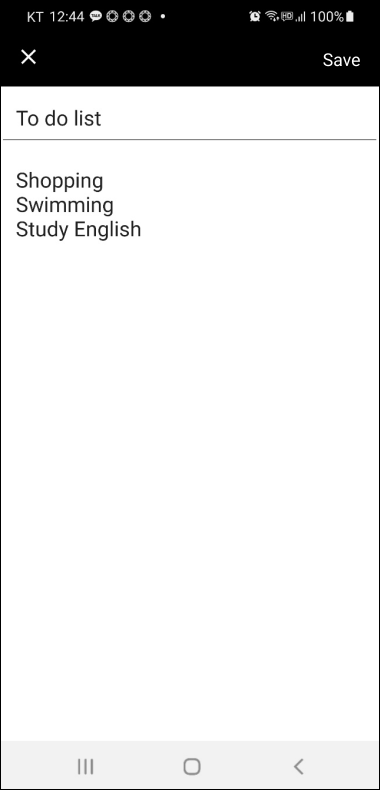 KT 12:44
100%
Save
To do list
Shopping
Swimming
Study English